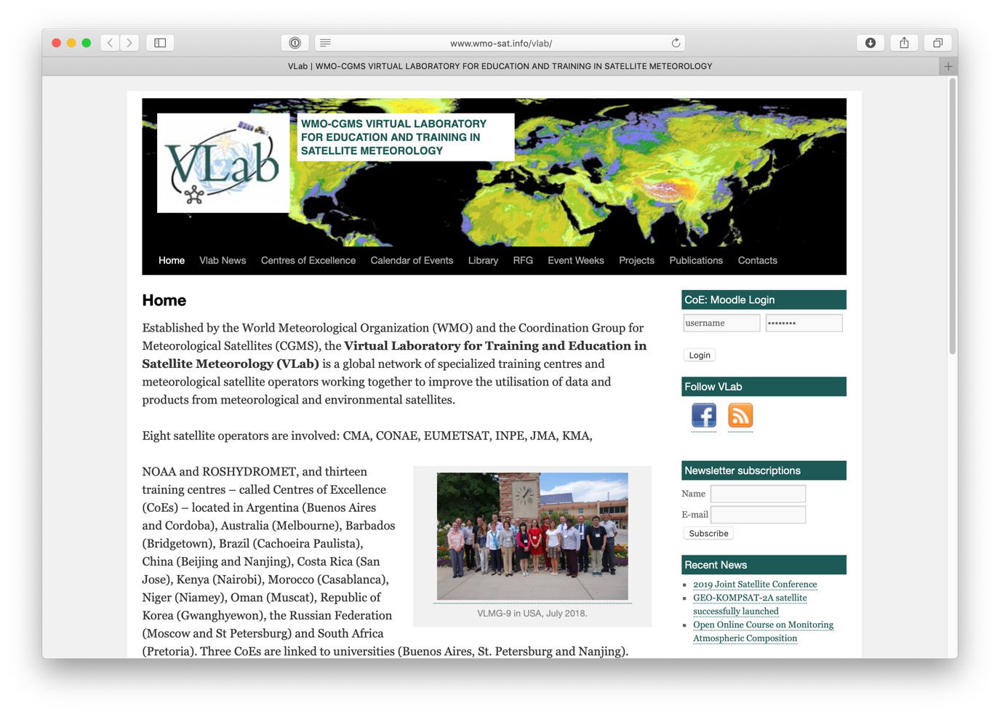 www.wmo-sat.info/vlab/
VLab | WMO-CGMS VIRTUAL LABORATORY FOR EDUCATION AND TRAINING IN SATELLITE METEOROLOGY
VLab
WMO-CGMS VIRTUAL LABORATORY
FOR EDUCATION AND TRAINING IN
SATELLITE METEOROLOGY
Home Vlab News Centres of Excellence Calendar of Events Library RFG Event Weeks Projects Publications Contacts
Home
Established by the World Meteorological Organization (WMO) and the Coordination Group for
Meteorological Satellites (CGMS), the Virtual Laboratory for Training and Education in
Satellite Meteorology (VLab) is a global network of specialized training centres and
meteorological satellite operators working together to improve the utilisation of data and
products from meteorological and environmental satellites.
Eight satellite operators are involved: CMA, CONAE, EUMETSAT, INPE, JMA, KMA,
NOAA and ROSHYDROMET, and thirteen
training centres – called Centres of Excellence
(CoEs) – located in Argentina (Buenos Aires
and Cordoba), Australia (Melbourne), Barbados
(Bridgetown), Brazil (Cachoeira Paulista),
China (Beijing and Nanjing), Costa Rica (San
Jose), Kenya (Nairobi), Morocco (Casablanca),
Niger (Niamey), Oman (Muscat), Republic of
Korea (Gwanghyewon), the Russian Federation
(Moscow and St Petersburg) and South Africa
(Pretoria). Three CoEs are linked to universities (Buenos Aires, St. Petersburg and Nanjing).
VLMG-9 in USA, July 2018.
CoE: Moodle Login
username ••••••••
Login
Follow VLab
Newsletter subscriptions
Name
E-mail
Subscribe
Recent News
2019 Joint Satellite Conference
GEO-KOMPSAT-2A satellite
successfully launched
Open Online Course on Monitoring
Atmospheric Composition